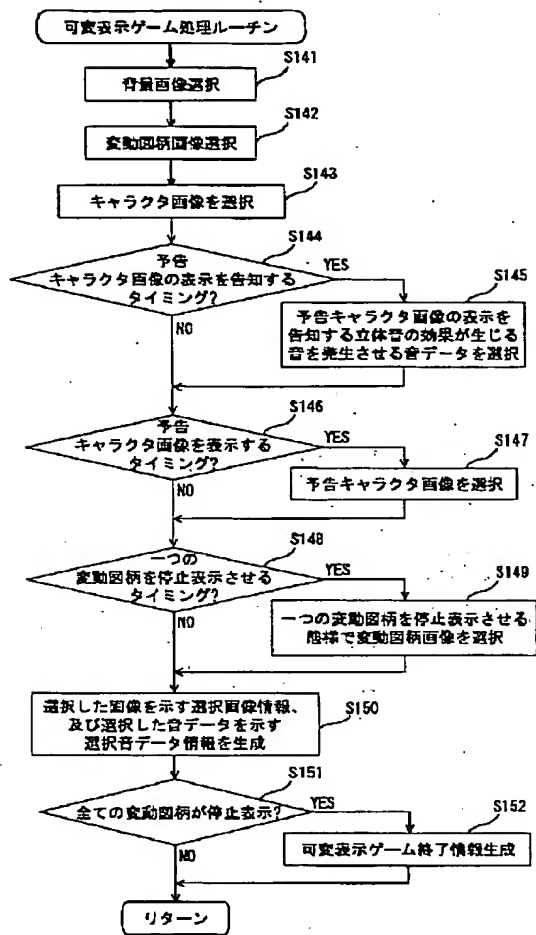 可変表示ゲーム処理ルーチン
S141
背景画像選択
S142
変動図柄画像選択
S143
キャラクタ画像を選択
S144
予告
キャラクタ画像の表示を告知する
タイミング?
YES
NO
S145
予告キャラクタ画像の表示を
告知する立体音の効果が生じる
音を発生させる音データを選択
S146
予告
キャラクタ画像を表示する
タイミング?
YES
NO
S147
予告キャラクタ画像を選択
S148
一つの
変動図柄を停止表示させる
タイミング?
YES
NO
S149
一つの変動図柄を停止表示させる
態様で変動図柄画像を選択
選択した画像を示す選択画像情報、
及び選択した音データを示す
選択音データ情報を生成
S150
S151
全ての変動図柄が停止表示?
YES
NO
S152
可変表示ゲーム終了情報生成
リターン